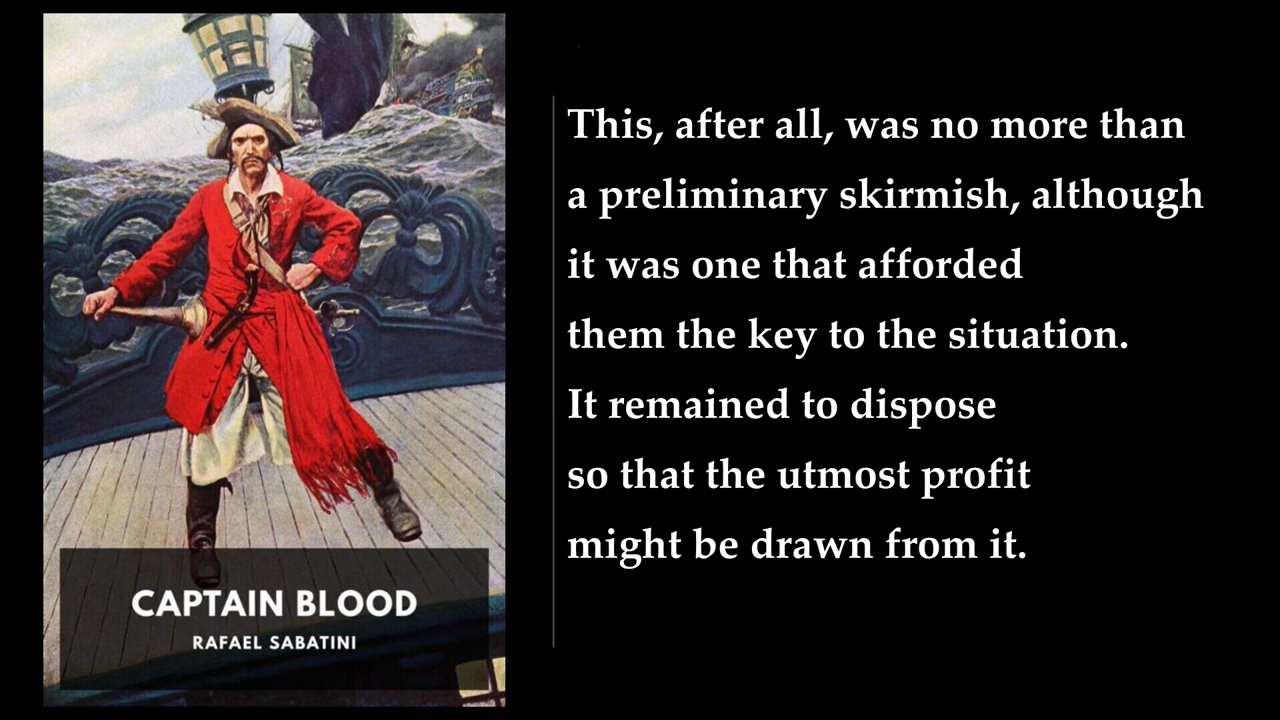 CAPTAIN BLOOD
RAFAEL SABATINI
This, after all, was no more than
a preliminary skirmish, although
it was one that afforded
them the key to the situation.
It remained to dispose
so that the utmost profit
might be drawn from it.